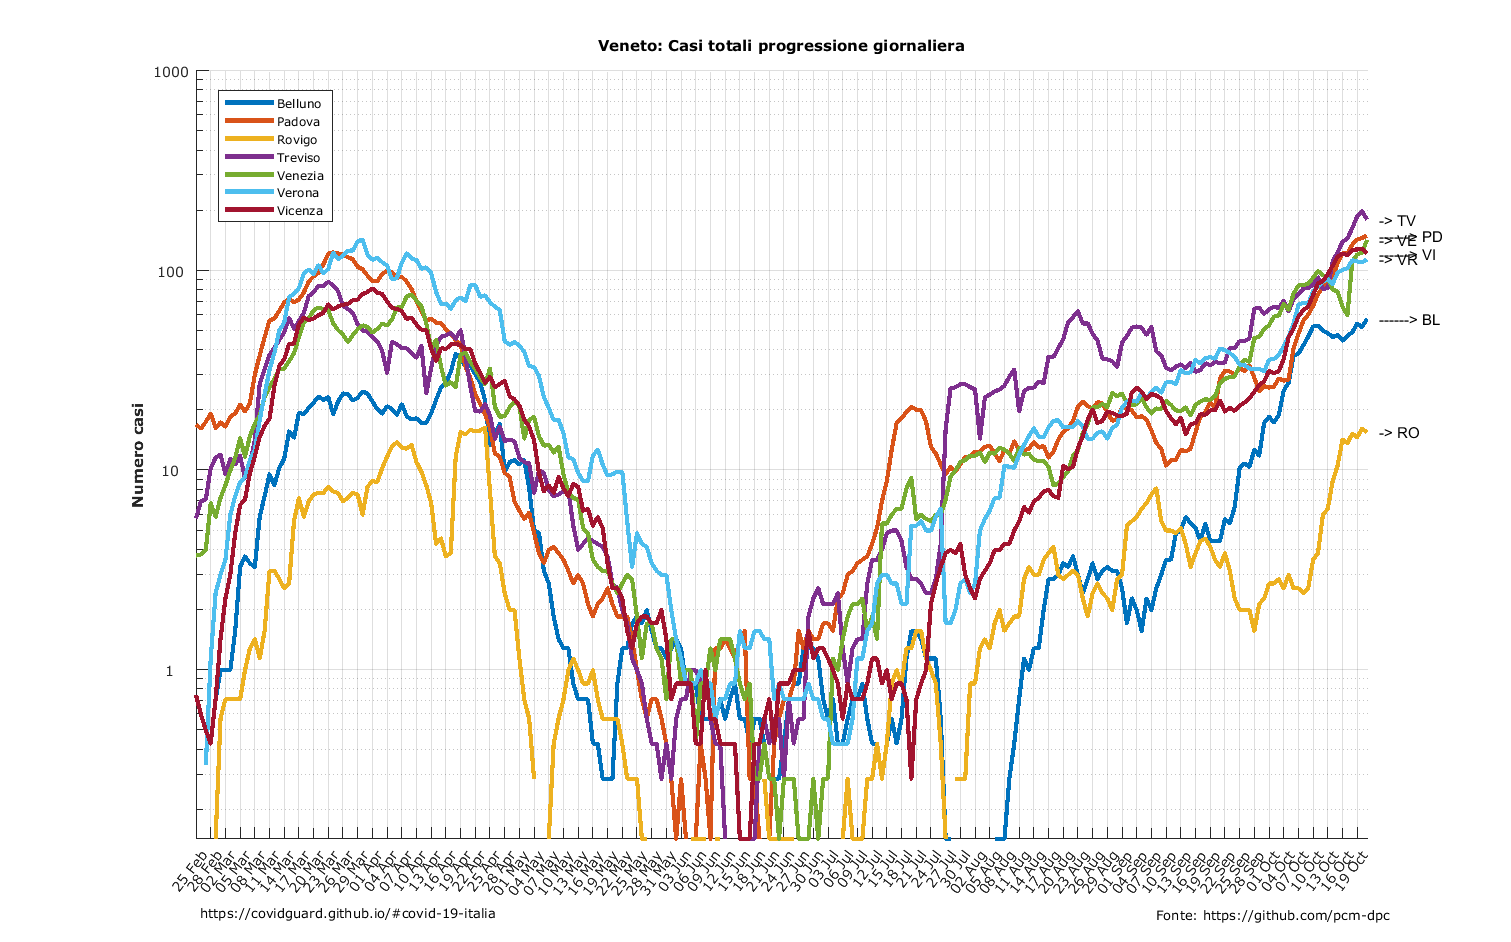 Veneto: Casi totali progressione giornaliera
1000
100
10
1
Numero casi
Belluno
Padova
Rovigo
Treviso
Venezia
Verona
Vicenza
-> TV
------> PD
-> VE
------> VI
-> VR
------> BL
-> RO
25 Feb
28 Feb
02 Mar
05 Mar
08 Mar
11 Mar
14 Mar
17 Mar
20 Mar
23 Mar
26 Mar
29 Mar
01 Apr
04 Apr
07 Apr
10 Apr
13 Apr
16 Apr
19 Apr
22 Apr
25 Apr
28 Apr
01 May
04 May
07 May
10 May
13 May
16 May
19 May
22 May
25 May
28 May
31 May
03 Jun
06 Jun
09 Jun
12 Jun
15 Jun
18 Jun
21 Jun
24 Jun
27 Jun
30 Jun
03 Jul
06 Jul
09 Jul
12 Jul
15 Jul
18 Jul
21 Jul
24 Jul
27 Jul
30 Jul
02 Aug
05 Aug
08 Aug
11 Aug
14 Aug
17 Aug
20 Aug
23 Aug
26 Aug
29 Aug
01 Sep
04 Sep
07 Sep
10 Sep
13 Sep
16 Sep
19 Sep
22 Sep
25 Sep
28 Sep
01 Oct
04 Oct
07 Oct
10 Oct
13 Oct
16 Oct
19 Oct
https://covidguard.github.io/#covid-19-italia
Fonte: https://github.com/pcm-dpc